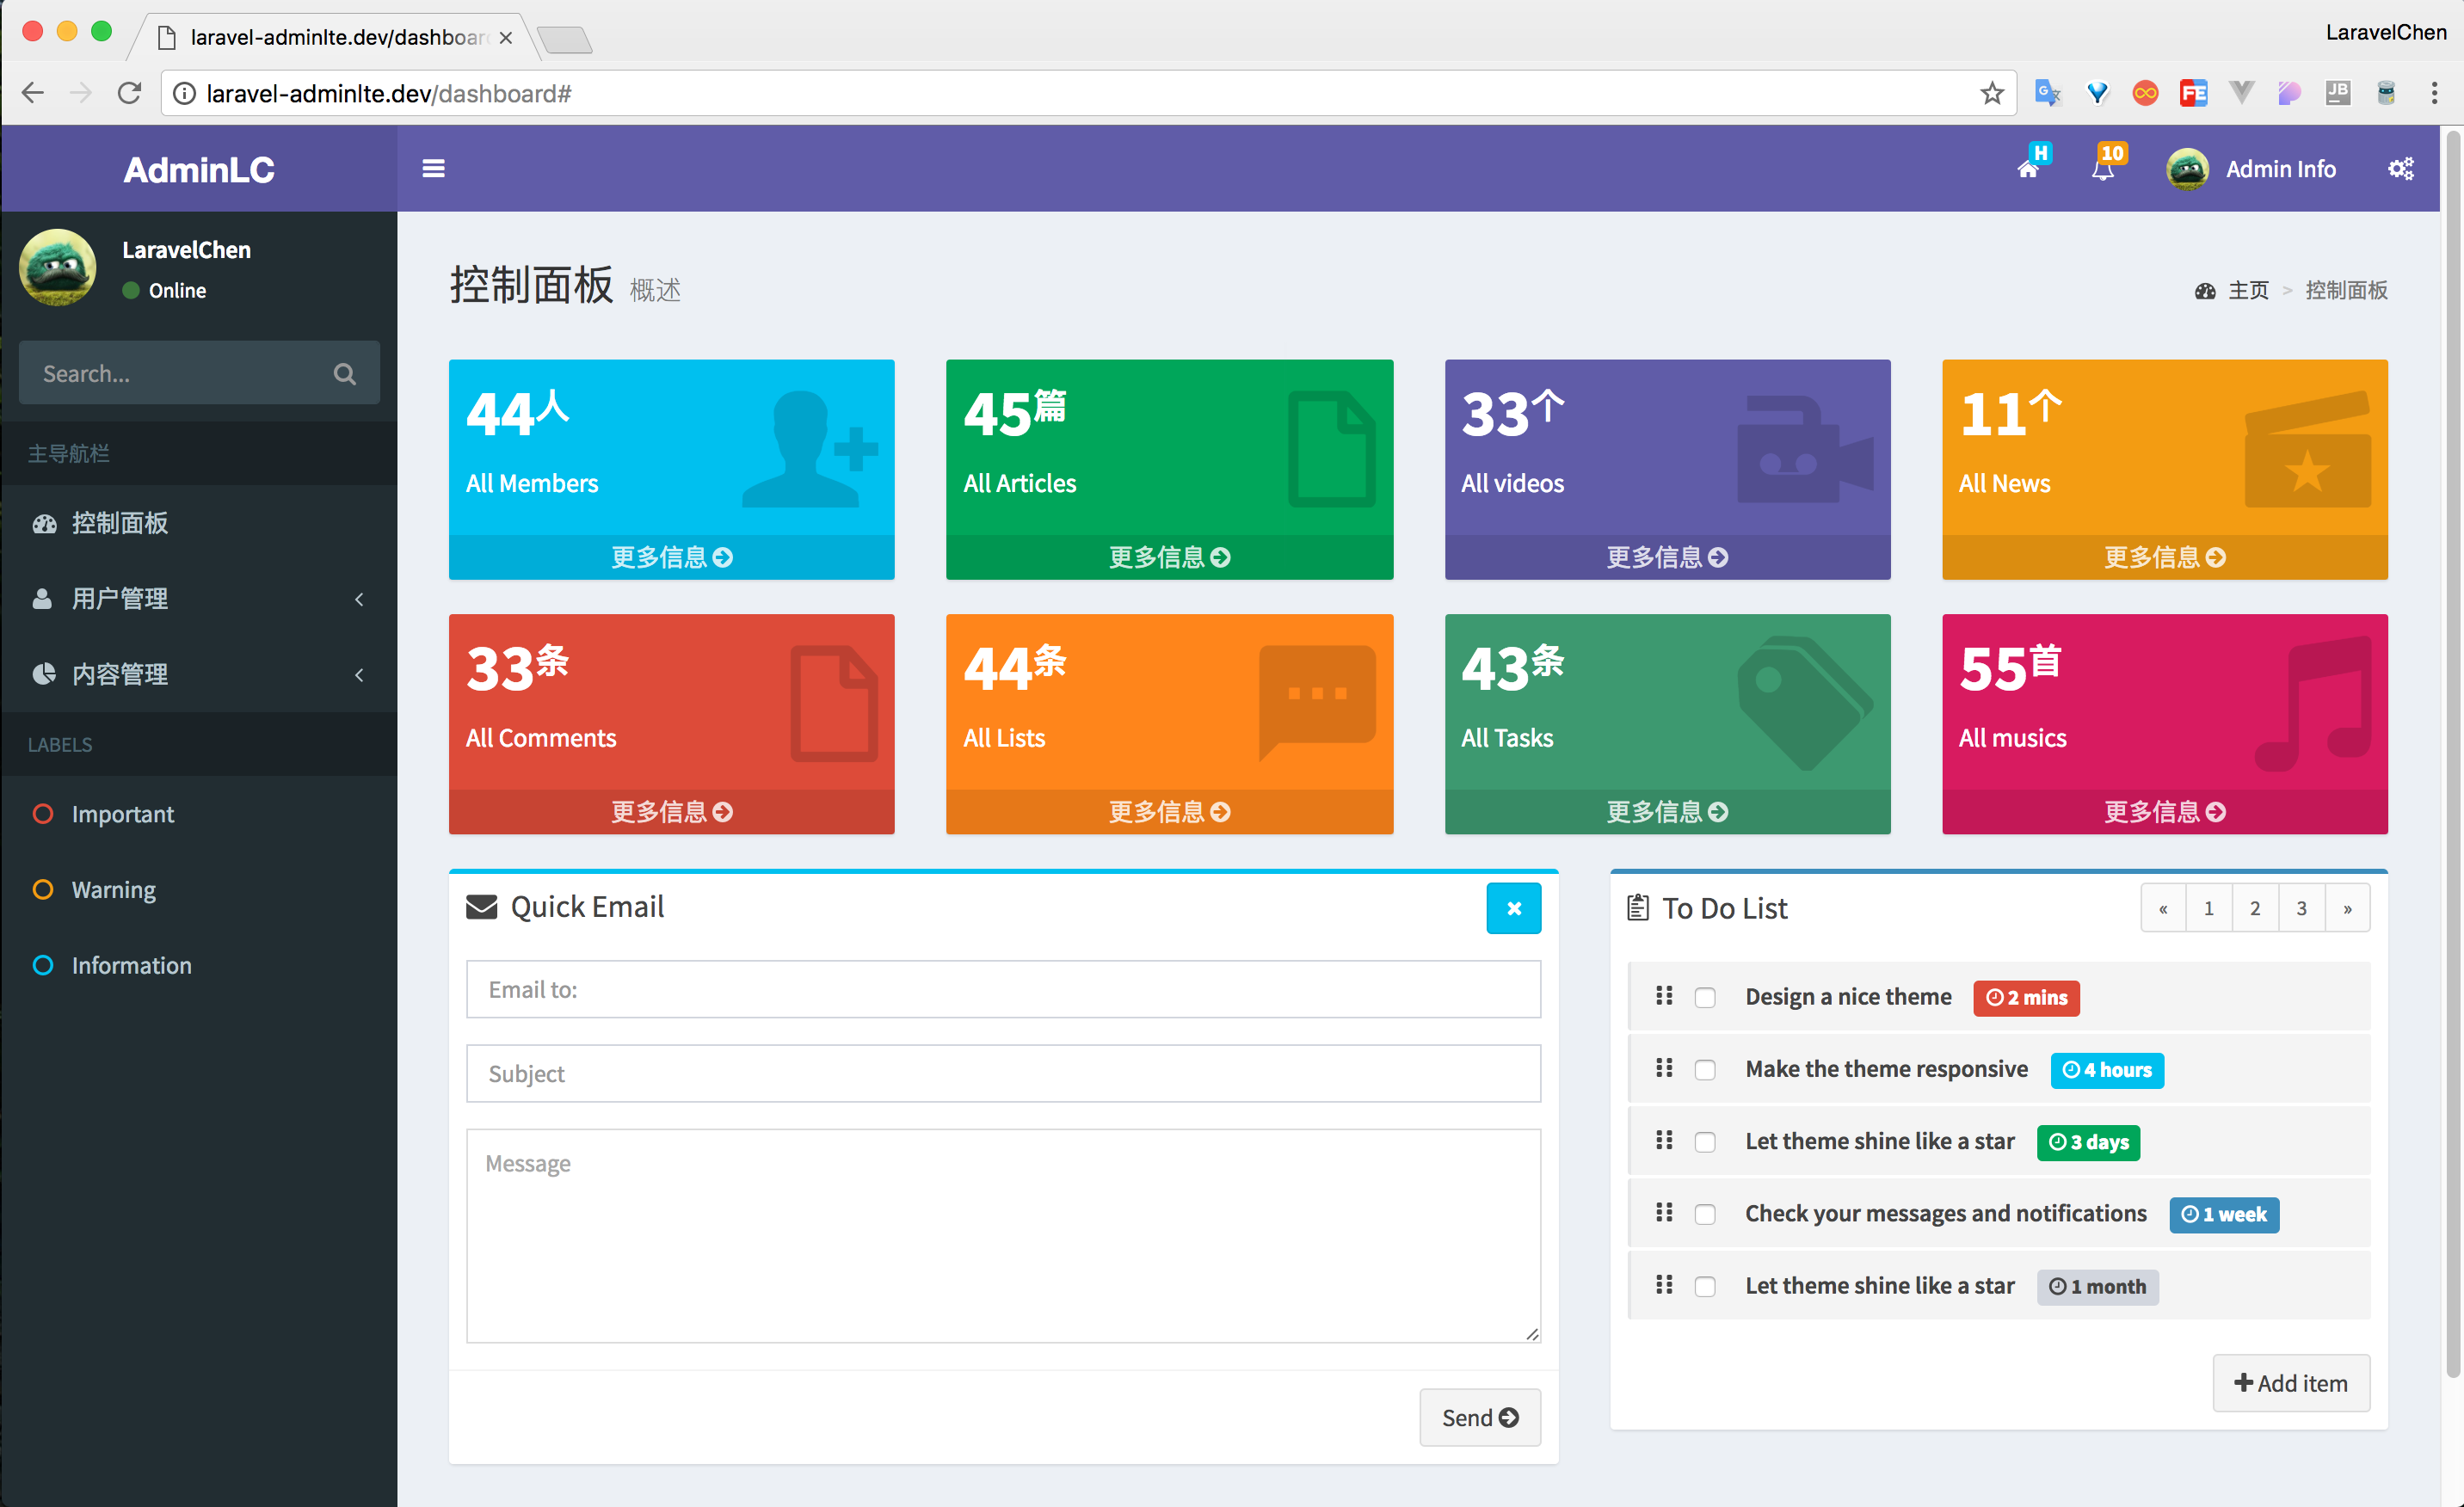 laravel-adminlte.dev/dashboar
LaravelChen
laravel-adminlte.dev/dashboard#
G
FE
JB
AdminLC
H
10
Admin Info
LaravelChen
Online
Search...
主导航栏
控制面板
用户管理
内容管理
LABELS
Important
Warning
Information
控制面板 概述
主页 > 控制面板
44人
All Members
更多信息
45篇
All Articles
更多信息
33个
All videos
更多信息
11个
All News
更多信息
33条
All Comments
更多信息
44条
All Lists
更多信息
43条
All Tasks
更多信息
55首
All musics
更多信息
Quick Email
Email to:
Subject
Message
Send
To Do List
« 1 2 3 »
Design a nice theme 2 mins
Make the theme responsive 4 hours
Let theme shine like a star 3 days
Check your messages and notifications 1 week
Let theme shine like a star 1 month
Add item